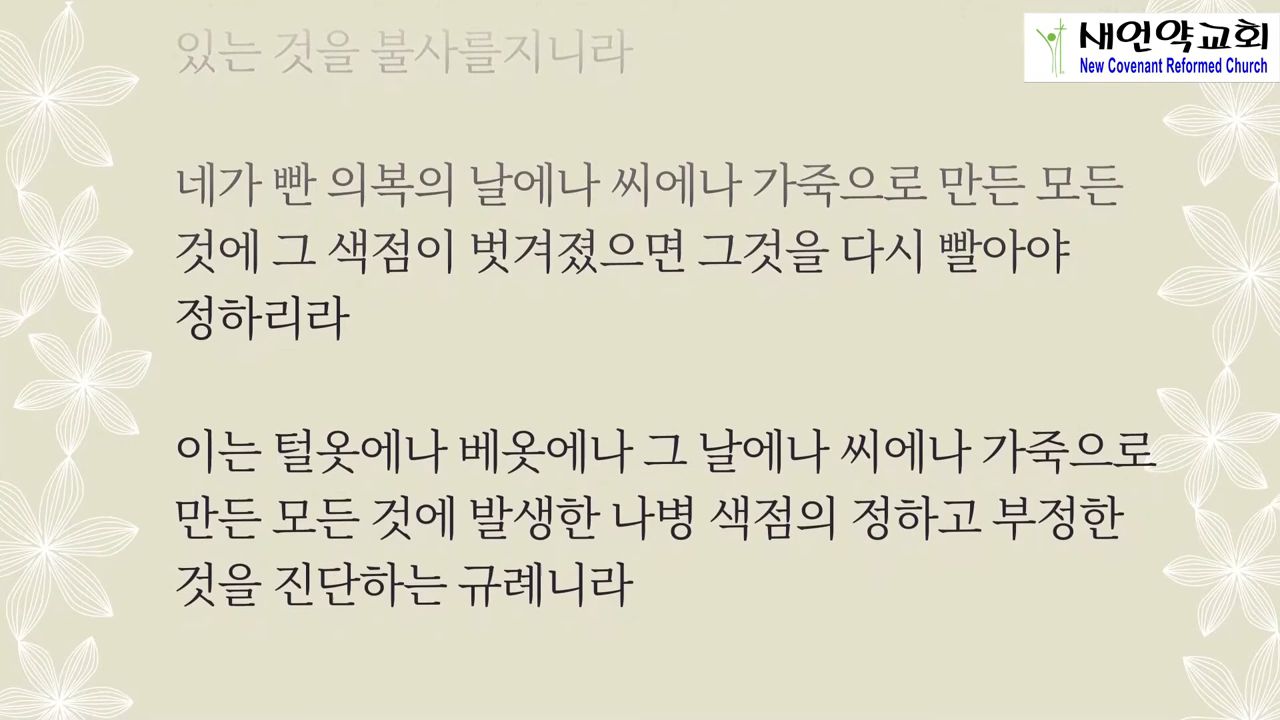 있는 것을 불사를지니라
새언약교회
New Covenant Reformed Church
네가 빤 의복의 날에나 씨에나 가죽으로 만든 모든
것에 그 색점이 벗겨졌으면 그것을 다시 빨아야
정하리라
이는 털옷에나 베옷에나 그 날에나 씨에나 가죽으로
만든 모든 것에 발생한 나병 색점의 정하고 부정한
것을 진단하는 규례니라